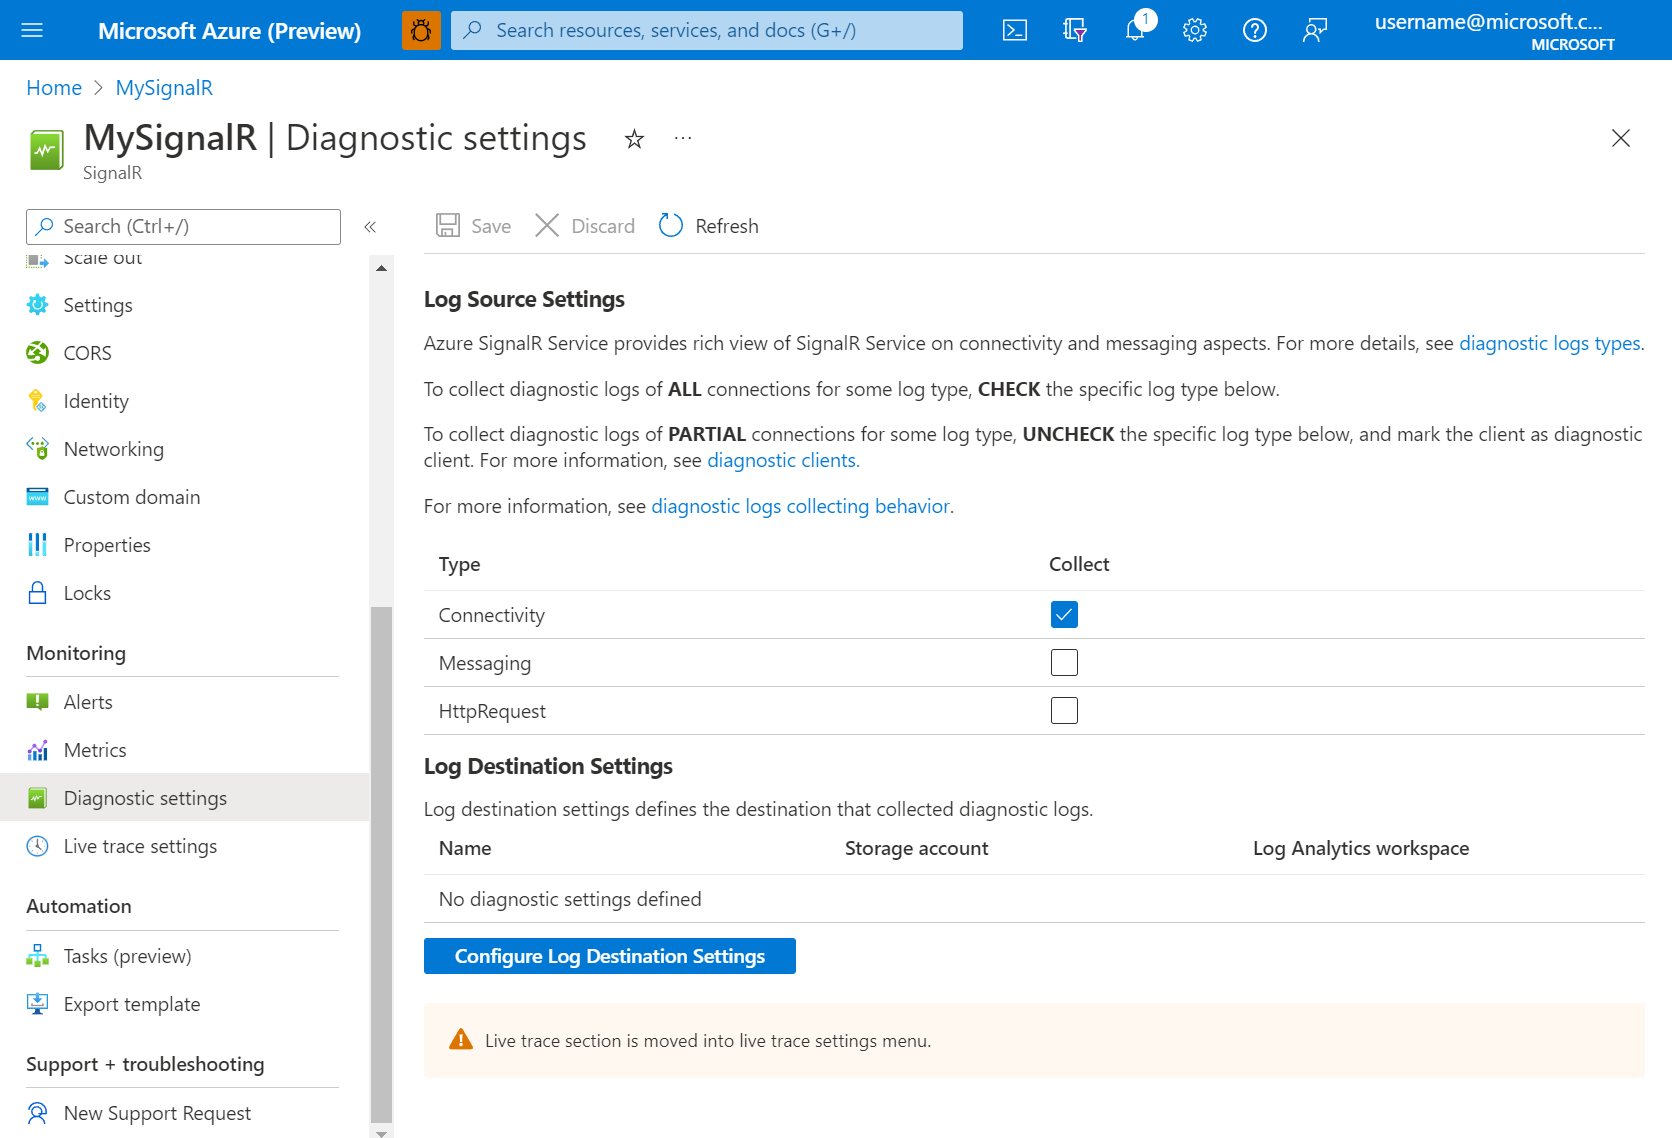 Microsoft Azure (Preview)
Search resources, services, and docs (G+/)
1
username@microsoft.c...
MICROSOFT
Home > MySignalR
MySignalR | Diagnostic settings
...
SignalR
Search (Ctrl+/)
«
Save
Discard
Refresh
Scale out
Settings
CORS
Identity
Networking
Custom domain
Properties
Locks
Monitoring
Alerts
Metrics
Diagnostic settings
Live trace settings
Automation
Tasks (preview)
Export template
Support + troubleshooting
New Support Request
Log Source Settings
Azure SignalR Service provides rich view of SignalR Service on connectivity and messaging aspects. For more details, see diagnostic logs types.
To collect diagnostic logs of ALL connections for some log type, CHECK the specific log type below.
To collect diagnostic logs of PARTIAL connections for some log type, UNCHECK the specific log type below, and mark the client as diagnostic
client. For more information, see diagnostic clients.
For more information, see diagnostic logs collecting behavior.
Type Collect
Connectivity
Messaging
HttpRequest
Log Destination Settings
Log destination settings defines the destination that collected diagnostic logs.
Name Storage account Log Analytics workspace
No diagnostic settings defined
Configure Log Destination Settings
Live trace section is moved into live trace settings menu.